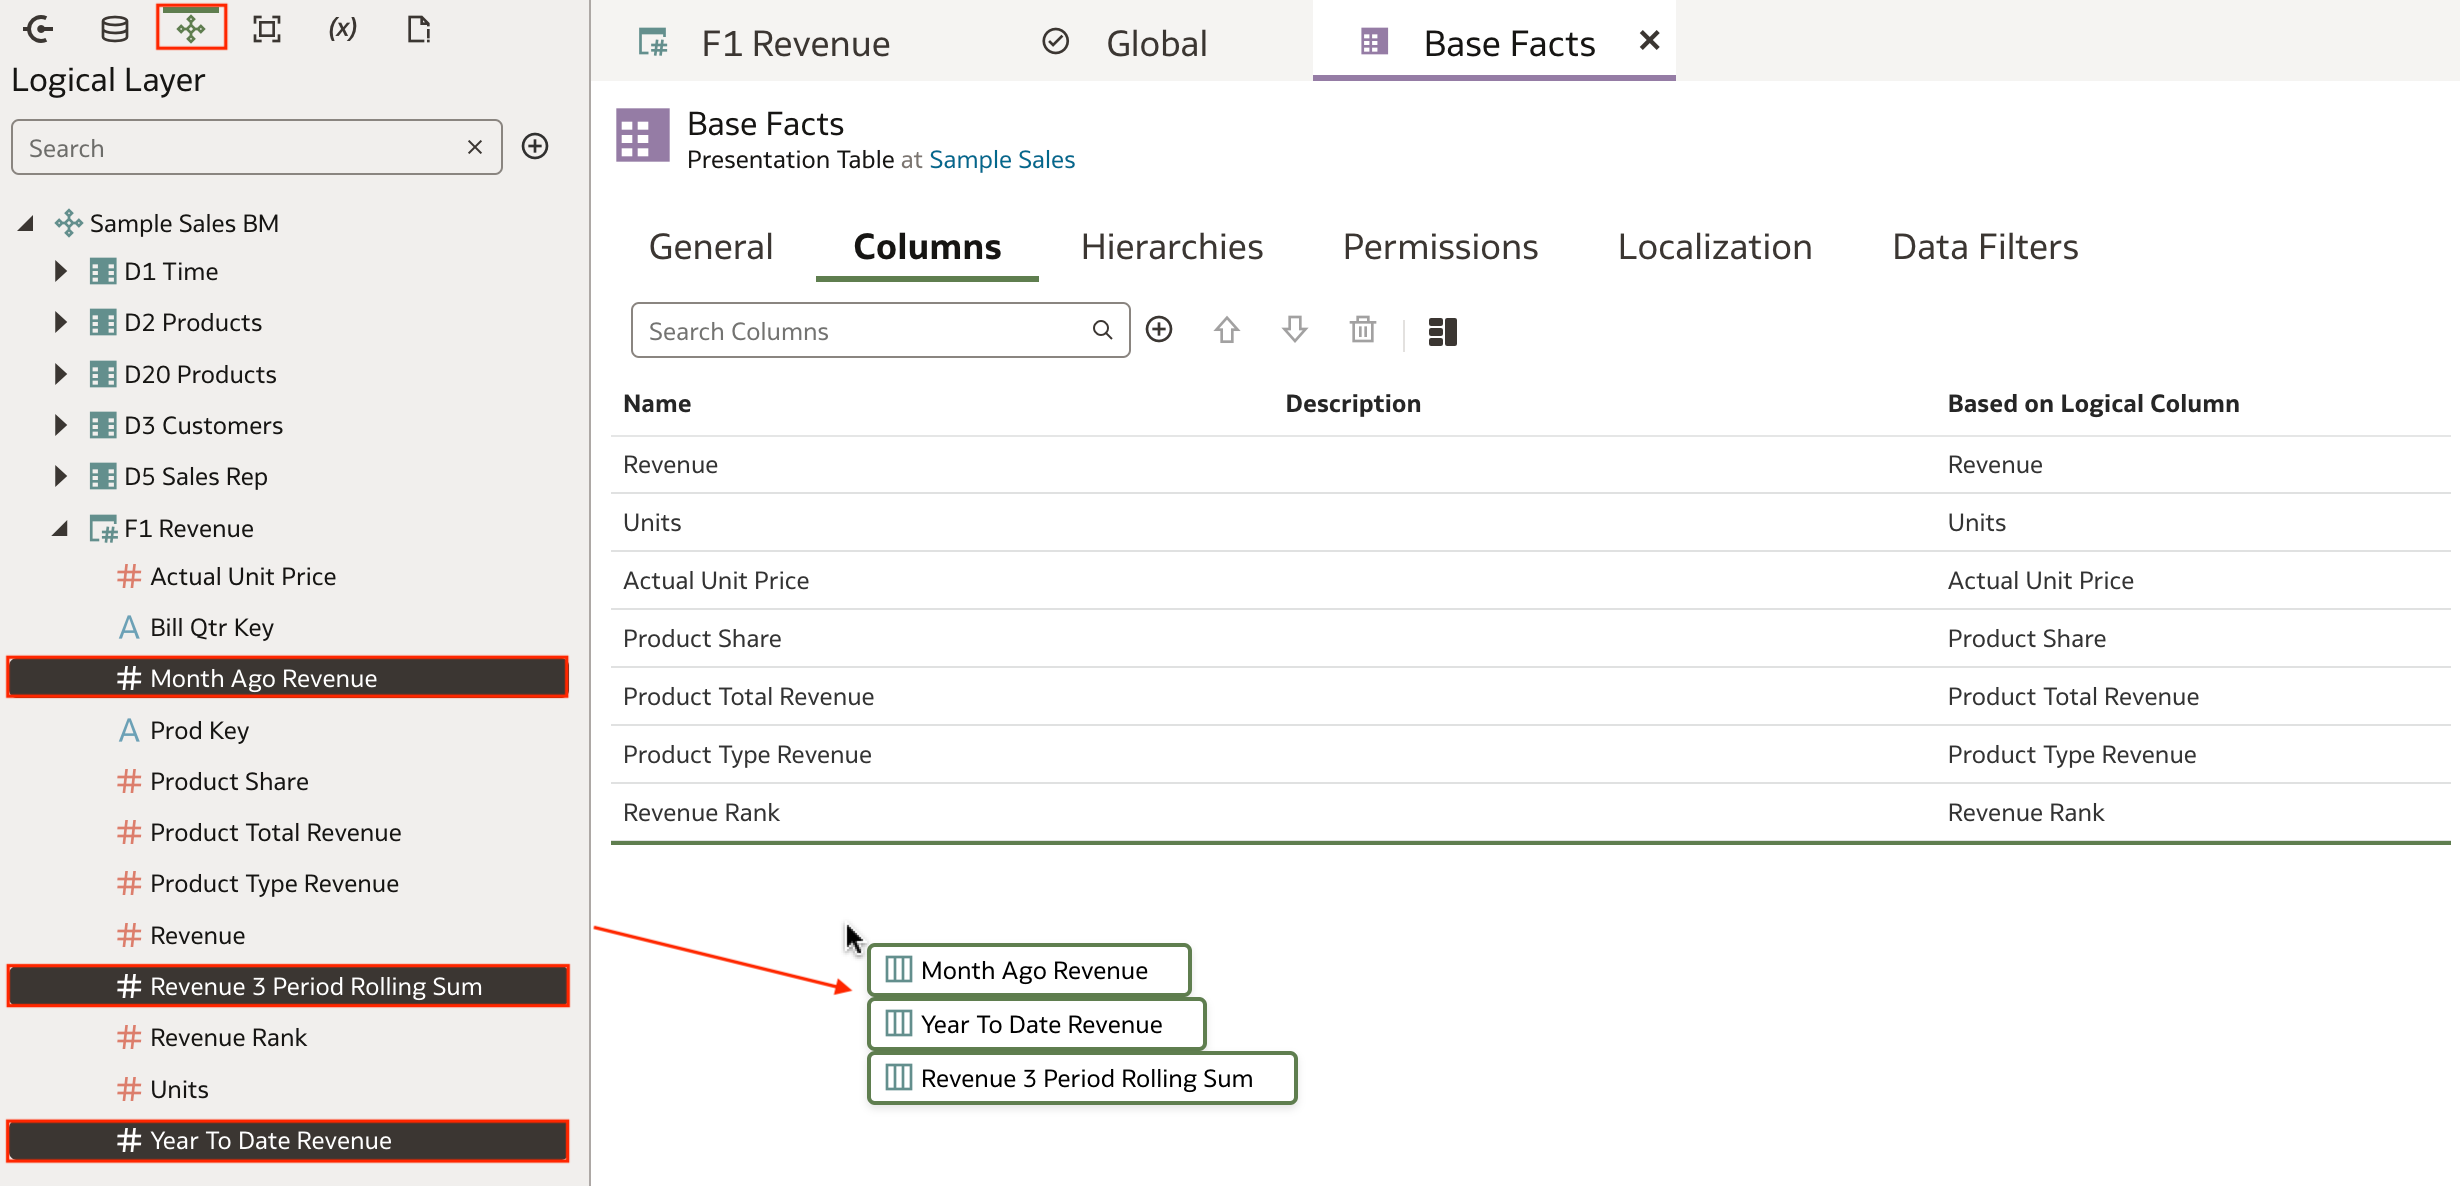 (x)
Logical Layer
Search
Sample Sales BM
D1 Time
D2 Products
D20 Products
D3 Customers
D5 Sales Rep
F1 Revenue
Actual Unit Price
A Bill Qtr Key
Month Ago Revenue
A Prod Key
Product Share
Product Total Revenue
Product Type Revenue
Revenue
Revenue 3 Period Rolling Sum
Revenue Rank
Units
Year To Date Revenue
F1 Revenue Global Base Facts
Base Facts
Presentation Table at Sample Sales
General Columns Hierarchies Permissions Localization Data Filters
Search Columns
Name Description Based on Logical Column
Revenue Revenue
Units Units
Actual Unit Price Actual Unit Price
Product Share Product Share
Product Total Revenue Product Total Revenue
Product Type Revenue Product Type Revenue
Revenue Rank Revenue Rank
Month Ago Revenue
Year To Date Revenue
Revenue 3 Period Rolling Sum